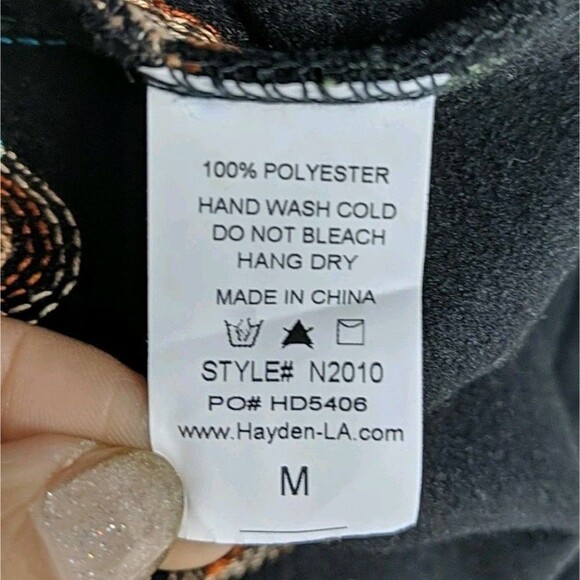 100% POLYESTER
HAND WASH COLD
DO NOT BLEACH
HANG DRY
MADE IN CHINA
STYLE# N2010
PO# HD5406
www.Hayden-LA.com
M